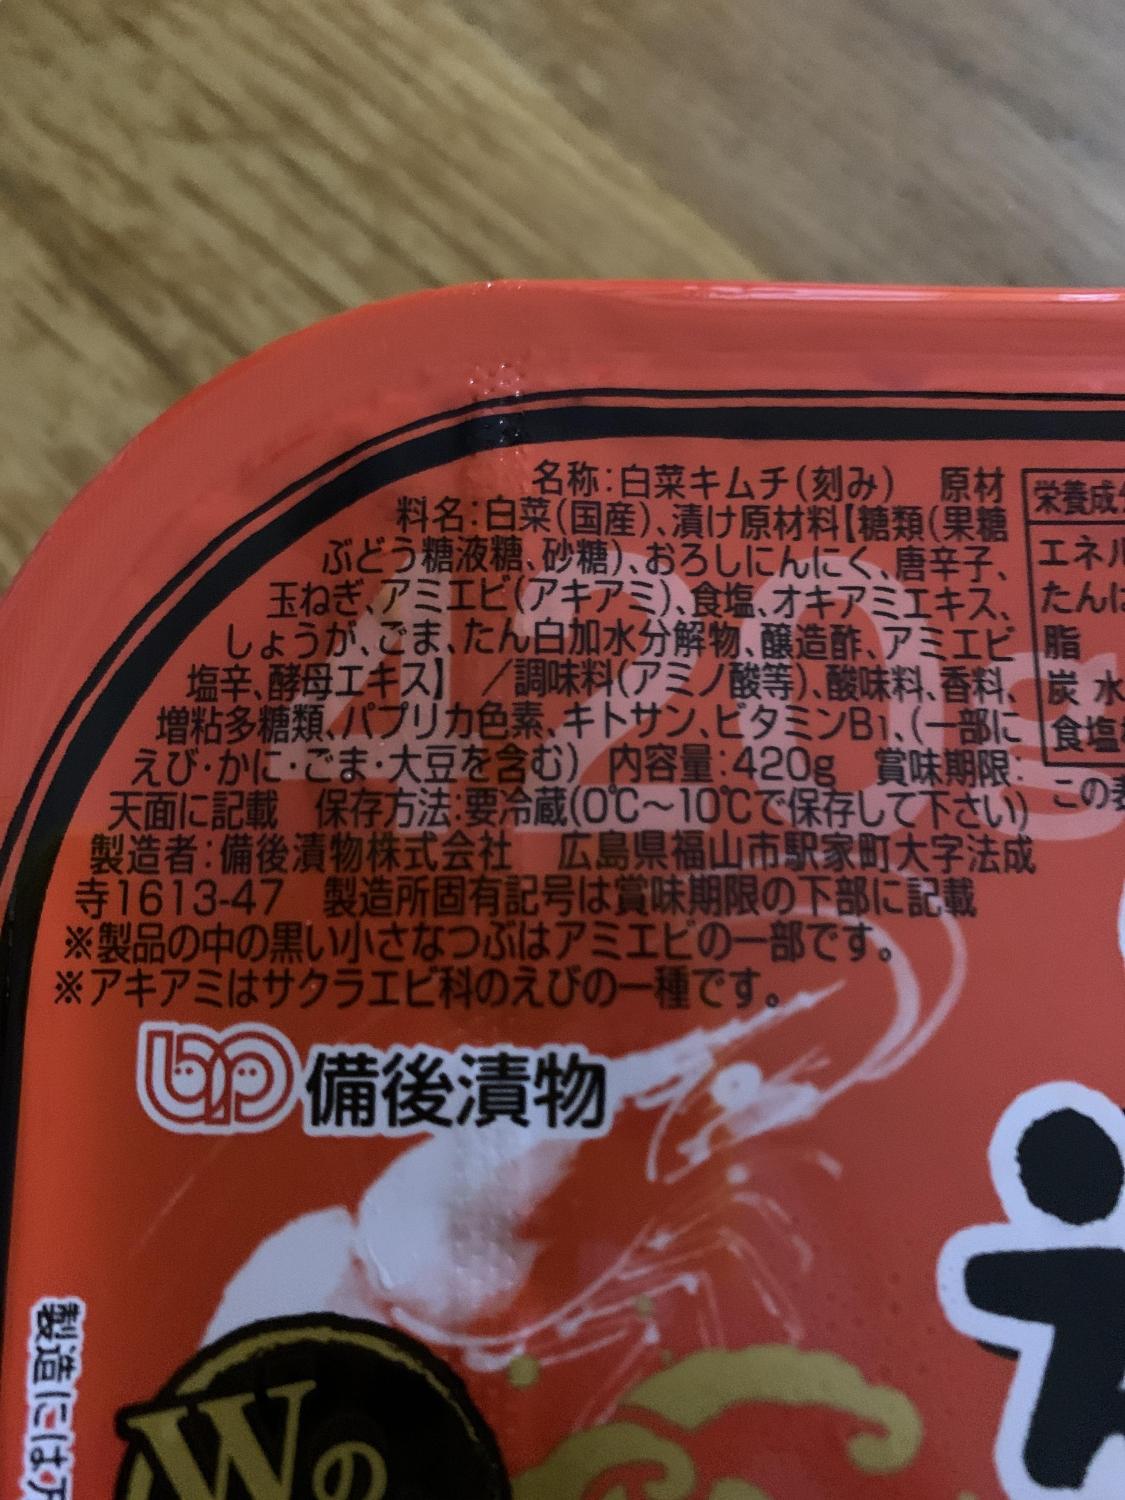 名称:白菜キムチ(刻み) 原材
料名:白菜(国産)、漬け原材料【糖類(果糖
ぶどう糖液糖、砂糖)、おろしにんにく、唐辛子、
玉ねぎ、アミエビ(アキアミ)、食塩、オキアミエキス、
しょうが、ごま、たん白加水分解物、醸造酢、アミエビ
塩辛、酵母エキス】 /調味料(アミノ酸等)、酸味料、香料、
増粘多糖類、パプリカ色素、キトサン、ビタミンB1、(一部に
えび・かに・ごま・大豆を含む) 内容量:420g 賞味期限:
天面に記載 保存方法:要冷蔵(0℃〜10℃で保存して下さい)
製造者:備後漬物株式会社 広島県福山市駅家町大字法成
寺1613-47 製造所固有記号は賞味期限の下部に記載
※製品の中の黒い小さなつぶはアミエビの一部です。
※アキアミはサクラエビ科のえびの一種です。
420g
栄養成
エネル
たんぱ
脂
炭水
食塩
この
bp 備後漬物
製造には
Wの